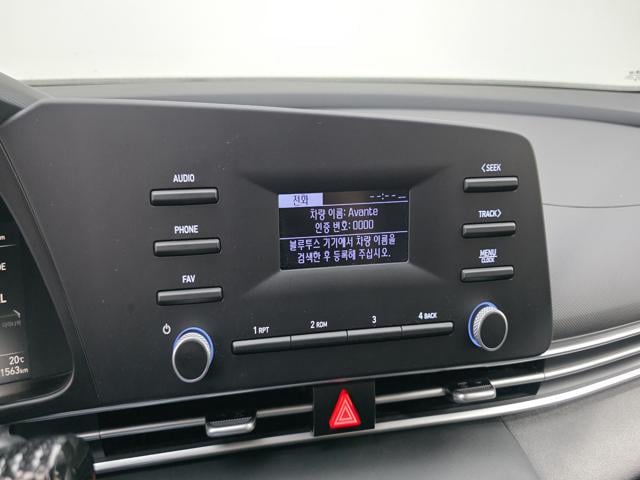 AUDIO
PHONE
FAV
전화
--:--
차량 이름: Avante
인증 번호: 0000
블루투스 기기에서 차량 이름을
검색한 후 등록해 주십시오.
<SEEK
TRACK>
MENU
CLOCK
1 RPT
2 RDM
3
4 BACK
20℃
1563km